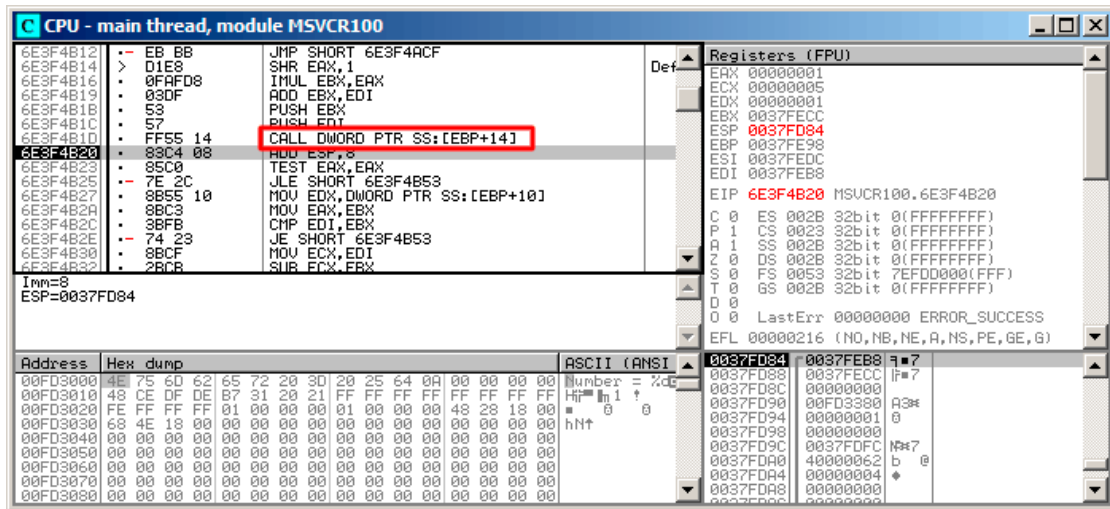 C CPU - main thread, module MSVCR100
6E3F4B12 .- EB BB JMP SHORT 6E3F4ACF
6E3F4B14 > D1E8 SHR EAX,1 Def
6E3F4B16 . 0FAFD8 IMUL EBX,EAX
6E3F4B19 . 03DF ADD EBX,EDI
6E3F4B1B . 53 PUSH EBX
6E3F4B1C . 57 PUSH EDI
6E3F4B1D . FF55 14 CALL DWORD PTR SS:[EBP+14]
6E3F4B20 . 83C4 08 ADD ESP,8
6E3F4B23 . 85C0 TEST EAX,EAX
6E3F4B25 .- 7E 2C JLE SHORT 6E3F4B53
6E3F4B27 . 8B55 10 MOV EDX,DWORD PTR SS:[EBP+10]
6E3F4B2A . 8BC3 MOV EAX,EBX
6E3F4B2C . 3BFB CMP EDI,EBX
6E3F4B2E .- 74 23 JE SHORT 6E3F4B53
6E3F4B30 . 8BCF MOV ECX,EDI
6E3F4B32 . 2BCB SUB ECX,EBX
Imm=8
ESP=0037FD84
Registers (FPU)
EAX 00000001
ECX 00000005
EDX 00000001
EBX 0037FECC
ESP 0037FD84
EBP 0037FE98
ESI 0037FEDC
EDI 0037FEB8
EIP 6E3F4B20 MSVCR100.6E3F4B20
C 0 ES 002B 32bit 0(FFFFFFFF)
P 1 CS 0023 32bit 0(FFFFFFFF)
A 1 SS 002B 32bit 0(FFFFFFFF)
Z 0 DS 002B 32bit 0(FFFFFFFF)
S 0 FS 0053 32bit 7EFDD000(FFF)
T 0 GS 002B 32bit 0(FFFFFFFF)
D 0
O 0 LastErr 00000000 ERROR_SUCCESS
EFL 00000216 (NO,NB,NE,A,NS,PE,GE,G)
Address Hex dump ASCII (ANSI
00FD3000 4E 75 6D 62 65 72 20 3D 20 25 64 0A 00 00 00 00 Number = %d
00FD3010 48 CE DF DE B7 31 20 21 FF FF FF FF FF FF FF FF
00FD3020 FE FF FF FF 01 00 00 00 01 00 00 00 48 28 18 00
00FD3030 68 4E 18 00 00 00 00 00 00 00 00 00 00 00 00 00 hN↑
00FD3040 00 00 00 00 00 00 00 00 00 00 00 00 00 00 00 00
00FD3050 00 00 00 00 00 00 00 00 00 00 00 00 00 00 00 00
00FD3060 00 00 00 00 00 00 00 00 00 00 00 00 00 00 00 00
00FD3070 00 00 00 00 00 00 00 00 00 00 00 00 00 00 00 00
00FD3080 00 00 00 00 00 00 00 00 00 00 00 00 00 00 00 00
0037FD84 0037FEB8 ╕■7
0037FD88 0037FECC ╠■7
0037FD8C 00000000
0037FD90 00FD3380
0037FD94 00000001
0037FD98 00000000
0037FD9C 0037FDFC
0037FDA0 40000062 b @
0037FDA4 00000004 ♦
0037FDA8 00000000